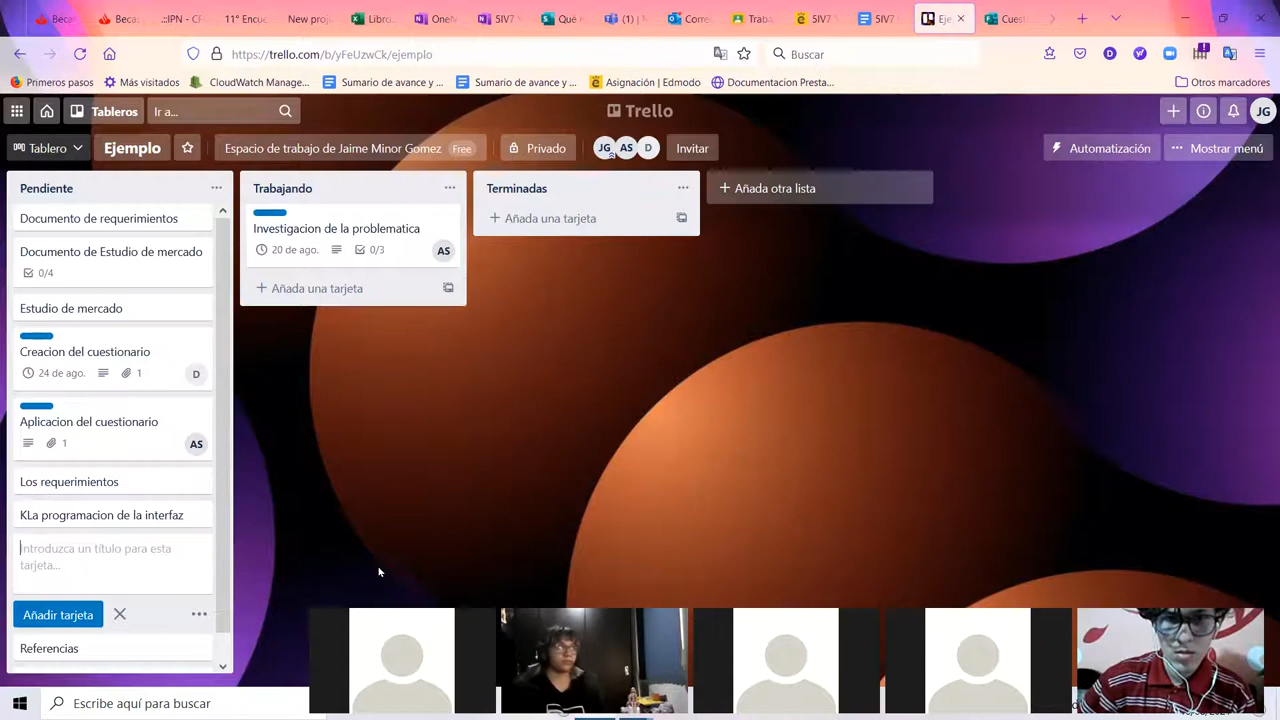 Becas
Becas
IIPN - CF
11° Encue
New proje
Libro.
OneN
5IV7
Qué
(1) |
Corre
Traba
5IV7
5IV7
Eje
Cuest
https://trello.com/b/yFeUzwCk/ejemplo
Buscar
Primeros pasos
Más visitados
CloudWatch Manage...
Sumario de avance y ...
Sumario de avance y ...
Asignación | Edmodo
Documentacion Presta...
Otros marcadores
Tableros
Ir a...
Trello
JG
Tablero
Ejemplo
Espacio de trabajo de Jaime Minor Gomez Free
Privado
JG AS D
Invitar
Automatización
Mostrar menú
Pendiente
Documento de requerimientos
Documento de Estudio de mercado
0/4
Estudio de mercado
Creacion del cuestionario
24 de ago. 1 D
Aplicacion del cuestionario
1 AS
Los requerimientos
KLa programacion de la interfaz
Introduzca un título para esta
tarjeta...
Añadir tarjeta
Referencias
Trabajando
Investigacion de la problematica
20 de ago. 0/3 AS
Añada una tarjeta
Terminadas
Añada una tarjeta
Añada otra lista
Escribe aquí para buscar